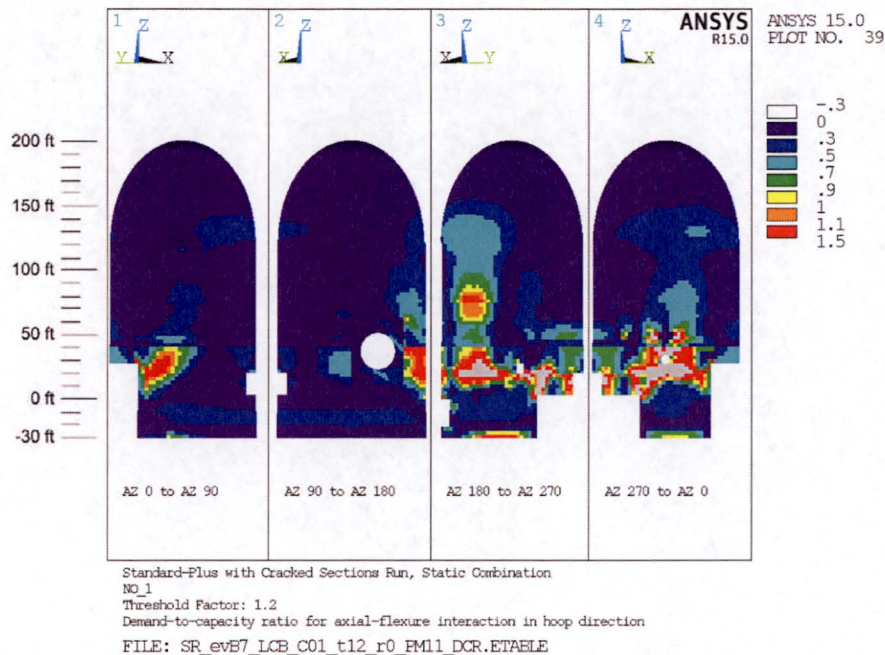 1
Z
Y
X
2
Z
X
3
Z
X
Y
4
Z
X
ANSYS
R15.0
ANSYS 15.0
PLOT NO. 39
-.3
0
.3
.5
.7
.9
1
1.1
1.5
200 ft
150 ft
100 ft
50 ft
0 ft
-30 ft
AZ 0 to AZ 90
AZ 90 to AZ 180
AZ 180 to AZ 270
AZ 270 to AZ 0
Standard-Plus with Cracked Sections Run, Static Combination
NO_1
Threshold Factor: 1.2
Demand-to-capacity ratio for axial-flexure interaction in hoop direction
FILE: SR_evB7_LCB_C01_t12_r0_PM11_DCR.ETABLE